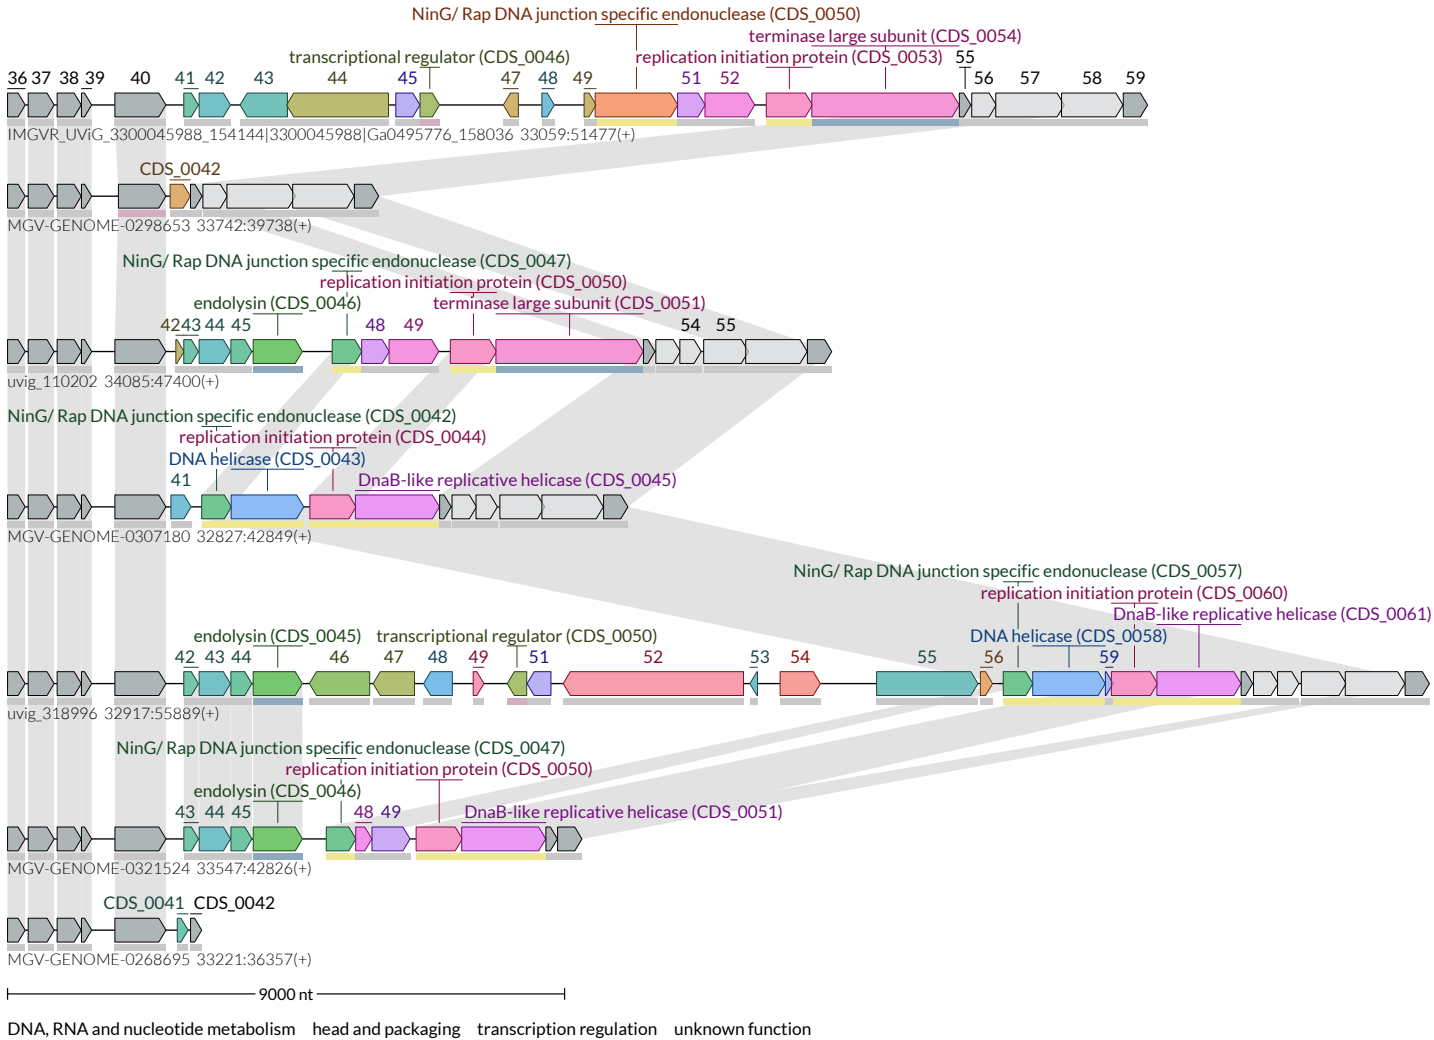 NinG/ Rap DNA junction specific endonuclease (CDS_0050)
terminase large subunit (CDS_0054)
transcriptional regulator (CDS_0046) replication initiation protein (CDS_0053) 55
36 37 38 39 40 41 42 43 44 45 47 48 49 51 52 56 57 58 59
IMGVR_UViG_3300045988_154144|3300045988|Ga0495776_158036 33059:51477(+)
CDS_0042
MGV-GENOME-0298653 33742:39738(+)
NinG/ Rap DNA junction specific endonuclease (CDS_0047)
replication initiation protein (CDS_0050)
endolysin (CDS_0046) terminase large subunit (CDS_0051)
42 43 44 45 48 49 54 55
uvig_110202 34085:47400(+)
NinG/ Rap DNA junction specific endonuclease (CDS_0042)
replication initiation protein (CDS_0044)
DNA helicase (CDS_0043)
41 DnaB-like replicative helicase (CDS_0045)
MGV-GENOME-0307180 32827:42849(+)
NinG/ Rap DNA junction specific endonuclease (CDS_0057)
replication initiation protein (CDS_0060)
DnaB-like replicative helicase (CDS_0061)
endolysin (CDS_0045) transcriptional regulator (CDS_0050) DNA helicase (CDS_0058)
42 43 44 46 47 48 49 51 52 53 54 55 56 59
uvig_318996 32917:55889(+)
NinG/ Rap DNA junction specific endonuclease (CDS_0047)
replication initiation protein (CDS_0050)
endolysin (CDS_0046)
43 44 45 48 49 DnaB-like replicative helicase (CDS_0051)
MGV-GENOME-0321524 33547:42826(+)
CDS_0041 CDS_0042
MGV-GENOME-0268695 33221:36357(+)
9000 nt
DNA, RNA and nucleotide metabolism head and packaging transcription regulation unknown function